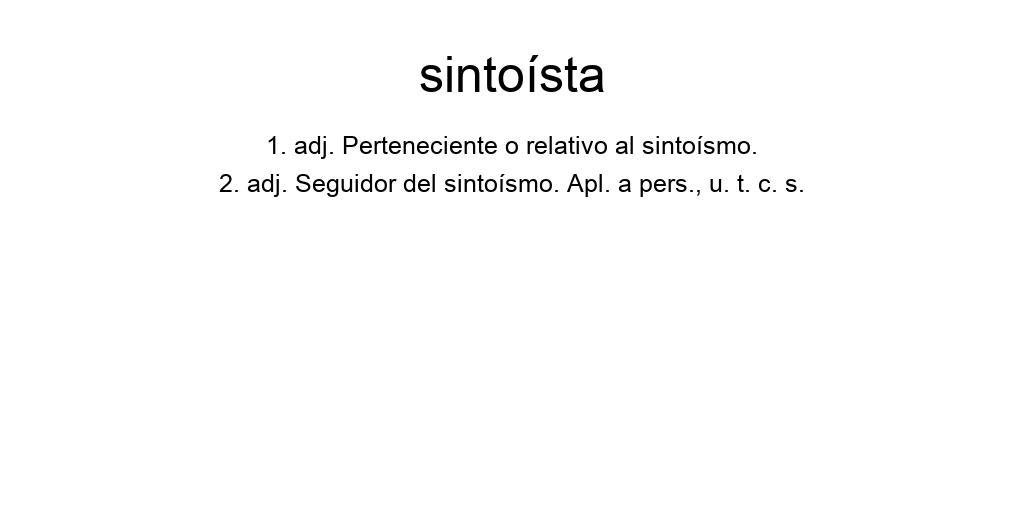 sintoísta
1. adj. Perteneciente o relativo al sintoísmo.
2. adj. Seguidor del sintoísmo. Apl. a pers., u. t. c. s.